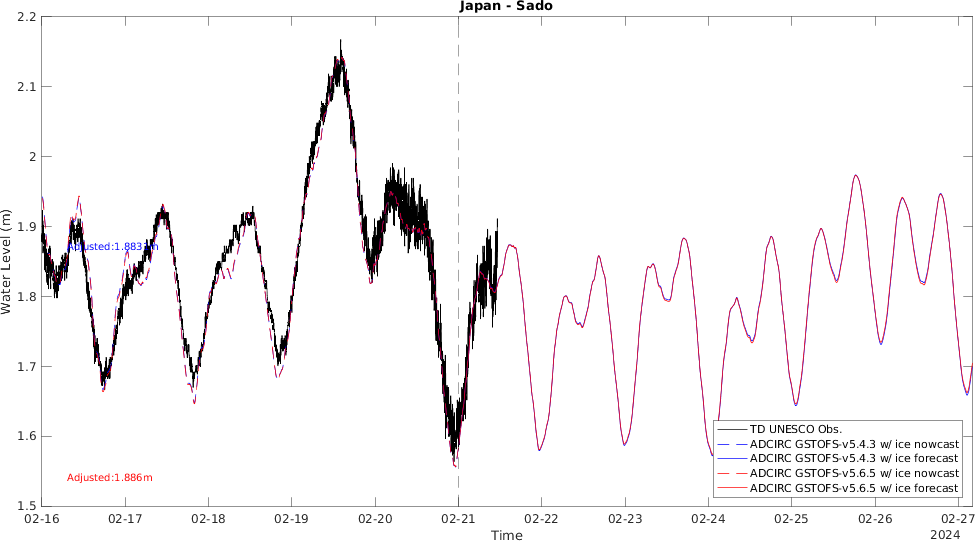 Japan - Sado
2.2
2.1
2
1.9
1.8
1.7
1.6
1.5
Water Level (m)
Adjusted:1.883m
Adjusted:1.886m
TD UNESCO Obs.
ADCIRC GSTOFS-v5.4.3 w/ ice nowcast
ADCIRC GSTOFS-v5.4.3 w/ ice forecast
ADCIRC GSTOFS-v5.6.5 w/ ice nowcast
ADCIRC GSTOFS-v5.6.5 w/ ice forecast
02-16 02-17 02-18 02-19 02-20 02-21 02-22 02-23 02-24 02-25 02-26 02-27
Time
2024